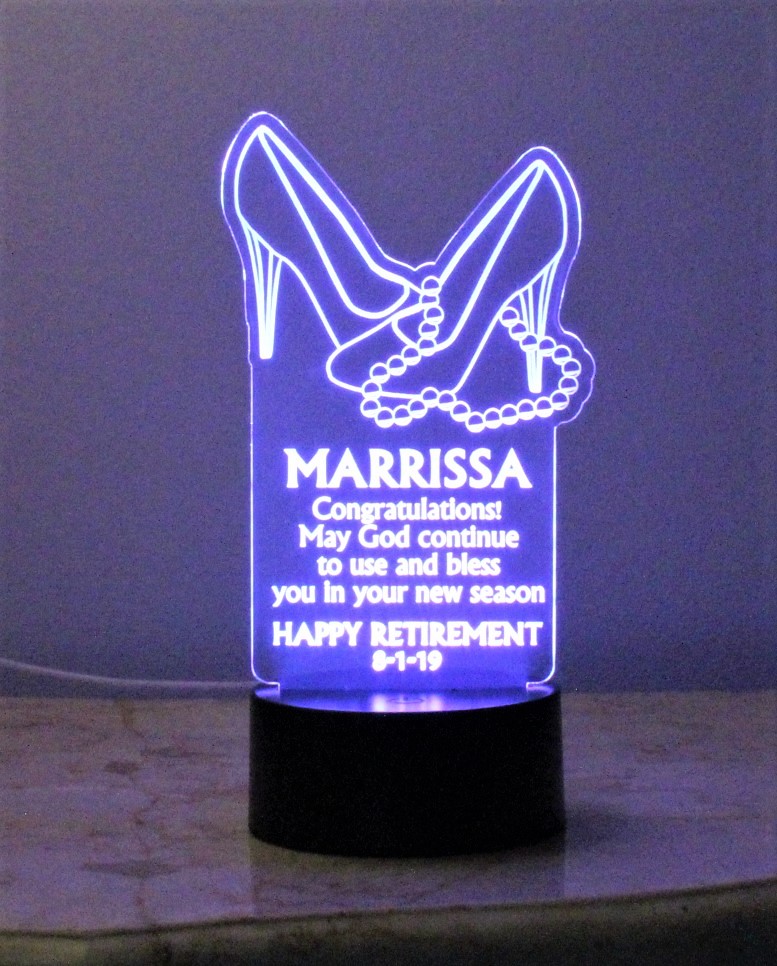 MARRISSA
Congratulations!
May God continue
to use and bless
you in your new season
HAPPY RETIREMENT
8-1-19